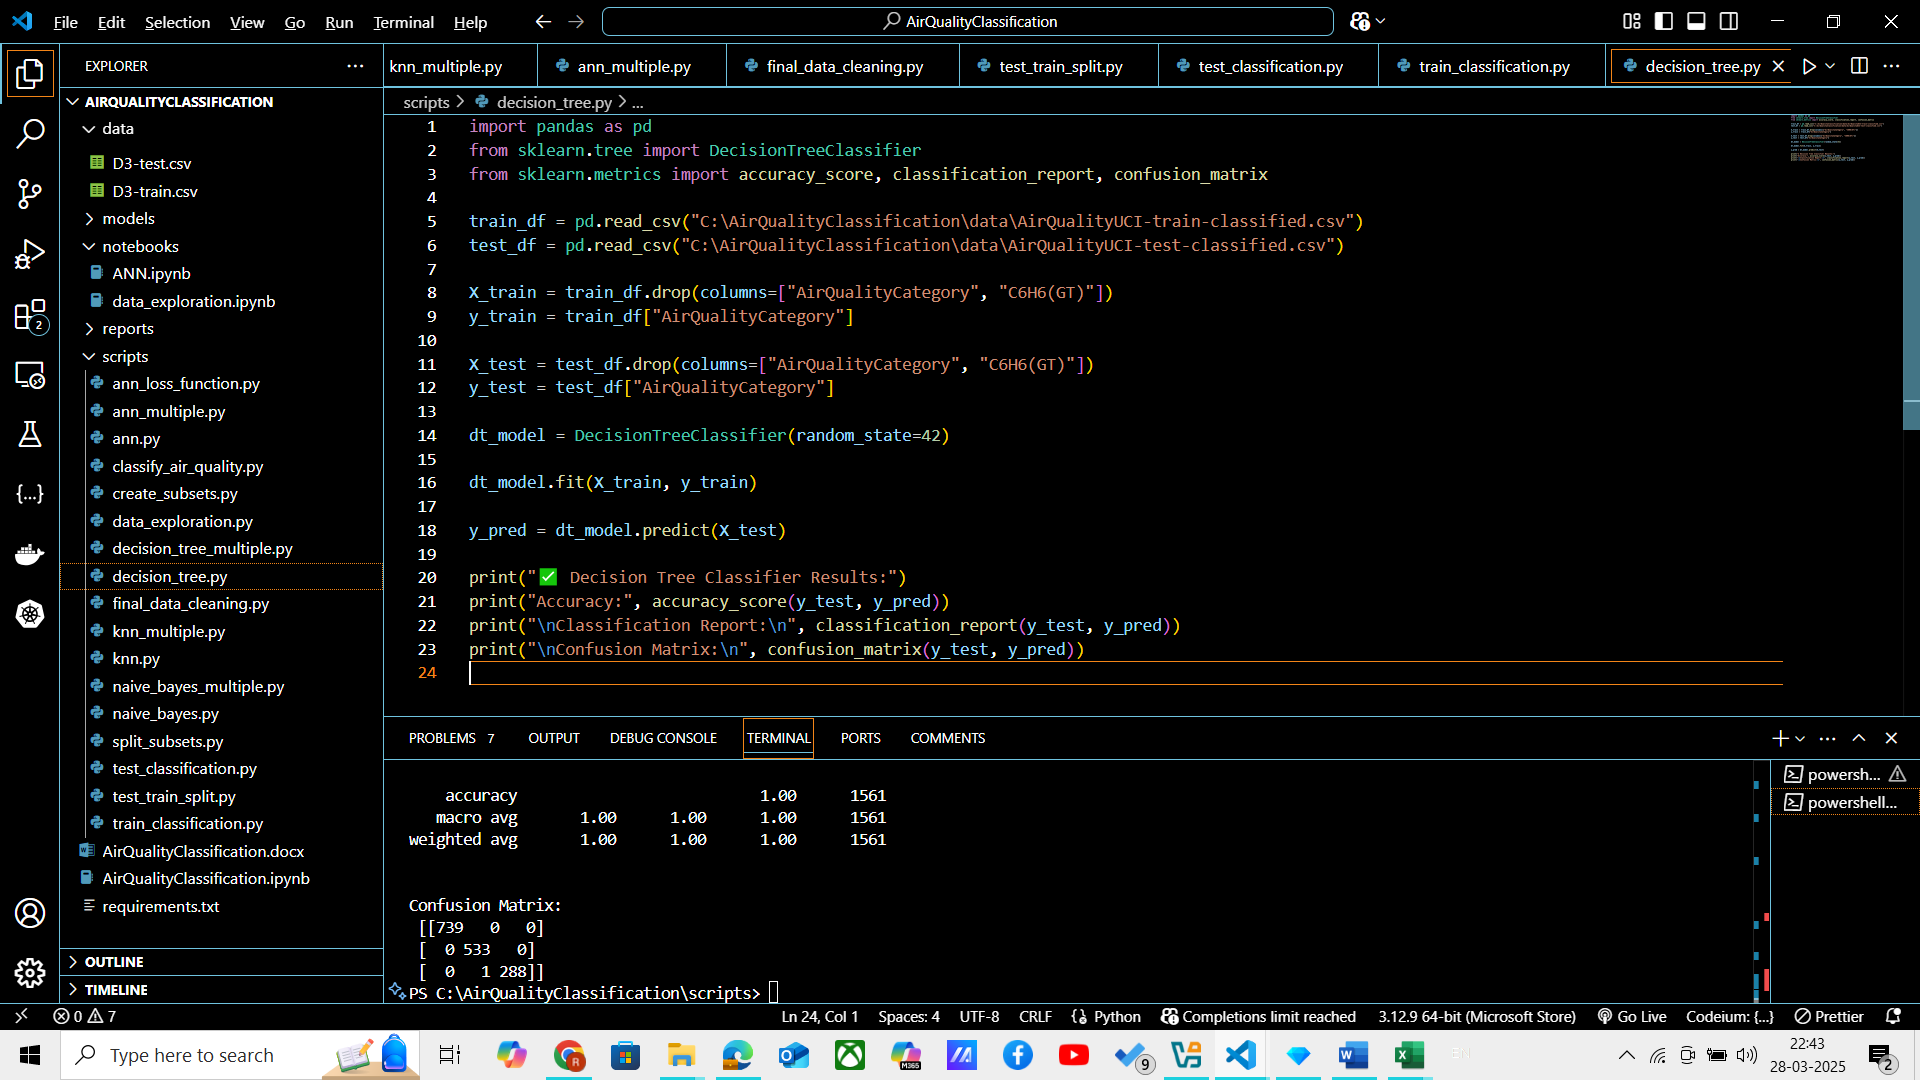 File Edit Selection View Go Run Terminal Help
AirQualityClassification
EXPLORER
knn_multiple.py ann_multiple.py final_data_cleaning.py test_train_split.py test_classification.py train_classification.py decision_tree.py
AIRQUALITYCLASSIFICATION
data
D3-test.csv
D3-train.csv
models
notebooks
ANN.ipynb
data_exploration.ipynb
reports
scripts
ann_loss_function.py
ann_multiple.py
ann.py
classify_air_quality.py
create_subsets.py
data_exploration.py
decision_tree_multiple.py
decision_tree.py
final_data_cleaning.py
knn_multiple.py
knn.py
naive_bayes_multiple.py
naive_bayes.py
split_subsets.py
test_classification.py
test_train_split.py
train_classification.py
AirQualityClassification.docx
AirQualityClassification.ipynb
requirements.txt
OUTLINE
TIMELINE
2
scripts > decision_tree.py > ...
1 import pandas as pd
2 from sklearn.tree import DecisionTreeClassifier
3 from sklearn.metrics import accuracy_score, classification_report, confusion_matrix
4
5 train_df = pd.read_csv("C:\AirQualityClassification\data\AirQualityUCI-train-classified.csv")
6 test_df = pd.read_csv("C:\AirQualityClassification\data\AirQualityUCI-test-classified.csv")
7
8 X_train = train_df.drop(columns=["AirQualityCategory", "C6H6(GT)"])
9 y_train = train_df["AirQualityCategory"]
10
11 X_test = test_df.drop(columns=["AirQualityCategory", "C6H6(GT)"])
12 y_test = test_df["AirQualityCategory"]
13
14 dt_model = DecisionTreeClassifier(random_state=42)
15
16 dt_model.fit(X_train, y_train)
17
18 y_pred = dt_model.predict(X_test)
19
20 print("✅ Decision Tree Classifier Results:")
21 print("Accuracy:", accuracy_score(y_test, y_pred))
22 print("\nClassification Report:\n", classification_report(y_test, y_pred))
23 print("\nConfusion Matrix:\n", confusion_matrix(y_test, y_pred))
24
PROBLEMS 7 OUTPUT DEBUG CONSOLE TERMINAL PORTS COMMENTS
powersh...
powershell...
accuracy 1.00 1561
macro avg 1.00 1.00 1.00 1561
weighted avg 1.00 1.00 1.00 1561
Confusion Matrix:
[[739 0 0]
[ 0 533 0]
[ 0 1 288]]
PS C:\AirQualityClassification\scripts>
0 7 Ln 24, Col 1 Spaces: 4 UTF-8 CRLF Python Completions limit reached 3.12.9 64-bit (Microsoft Store) Go Live Codeium: {...} Prettier
Type here to search
M365
9
22:43
28-03-2025
2